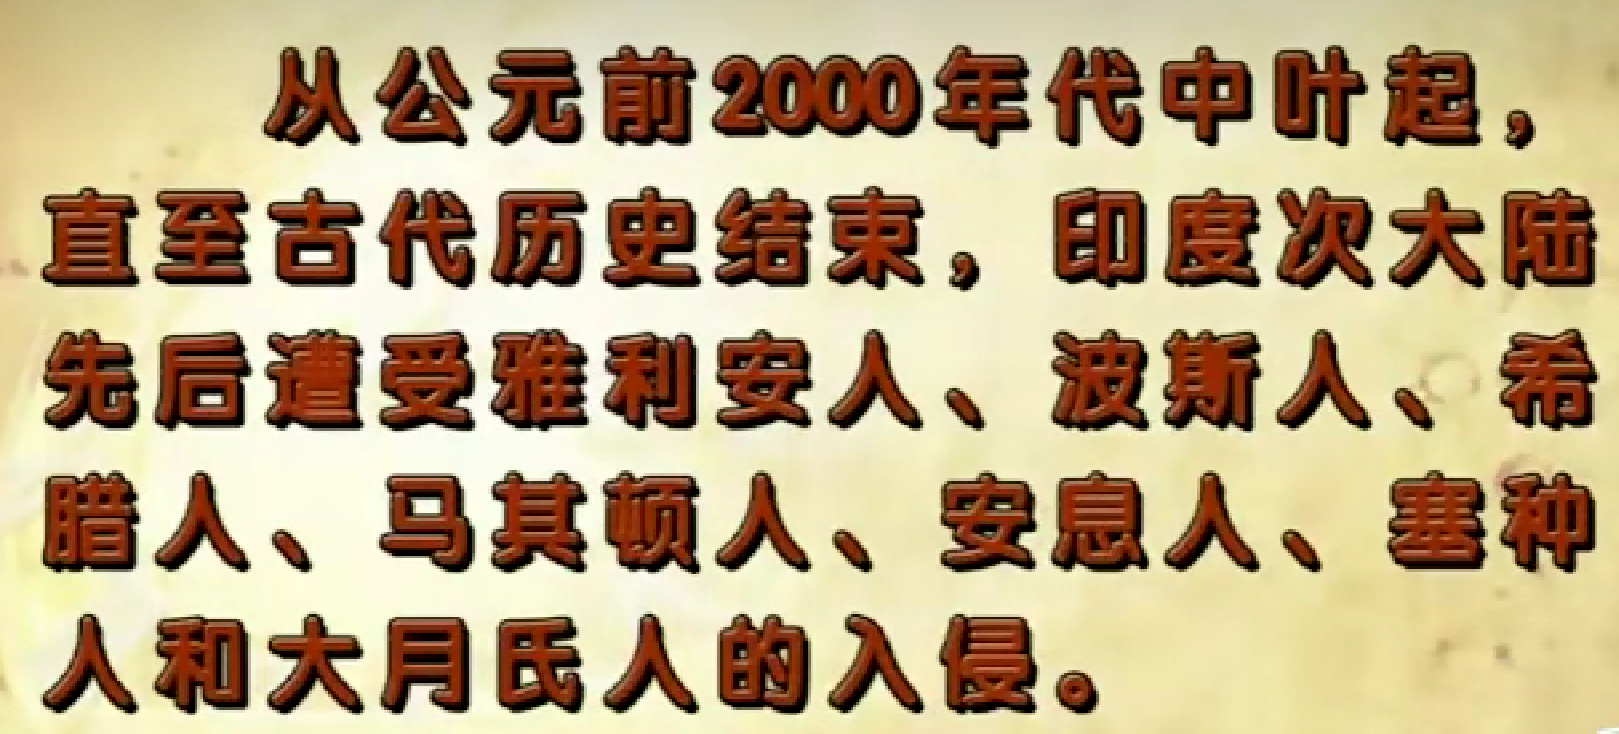 从公元前2000年代中叶起，
直至古代历史结束，印度次大陆
先后遭受雅利安人、波斯人、希
腊人、马其顿人、安息人、塞种
人和大月氏人的入侵。